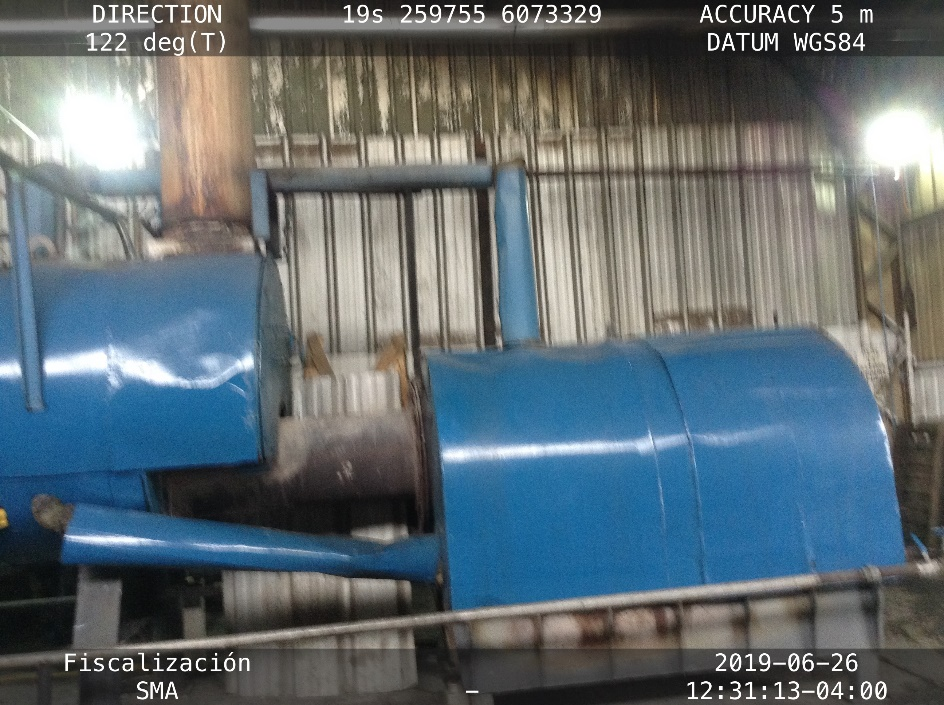 DIRECTION
122 deg(T)
19s 259755 6073329
ACCURACY 5 m
DATUM WGS84
Fiscalización
SMA
-
2019-06-26
12:31:13-04:00